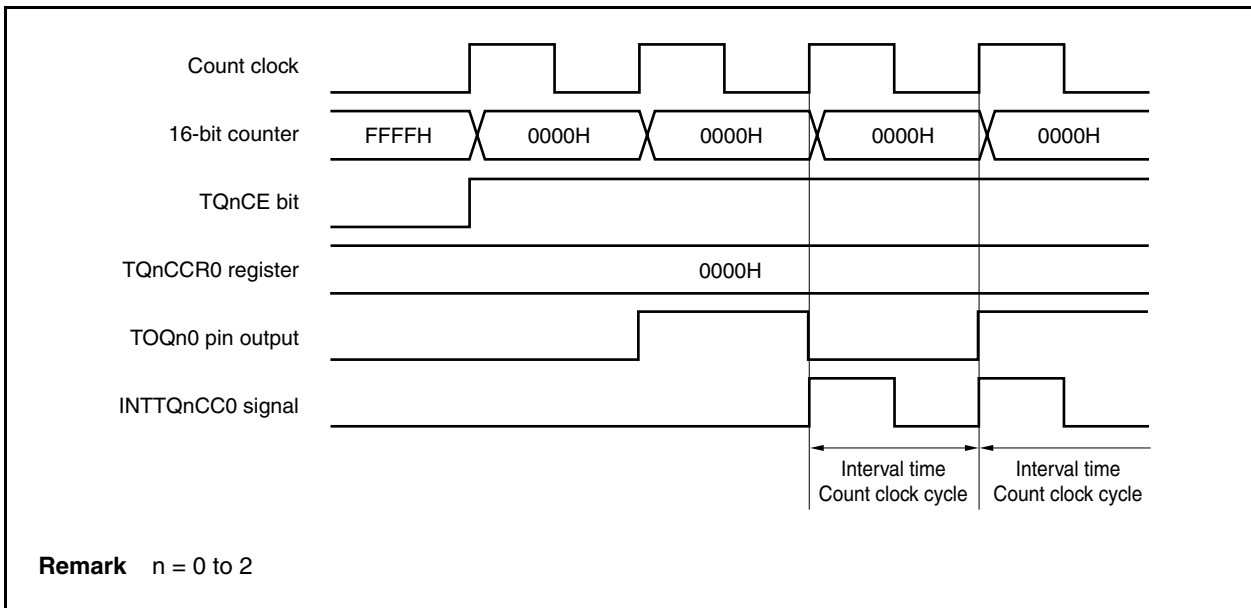 Count clock
16-bit counter FFFFH 0000H 0000H 0000H 0000H
TQnCE bit
TQnCCR0 register 0000H
TOQn0 pin output
INTTQnCC0 signal
Interval time Interval time
Count clock cycle Count clock cycle
Remark n = 0 to 2